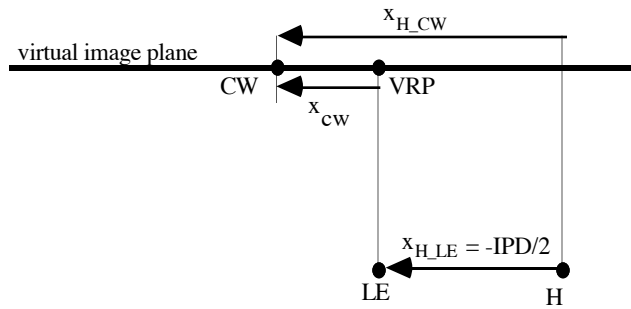 x_H_CW
virtual image plane
CW
VRP
x_cw
x_H_LE = -IPD/2
LE
H